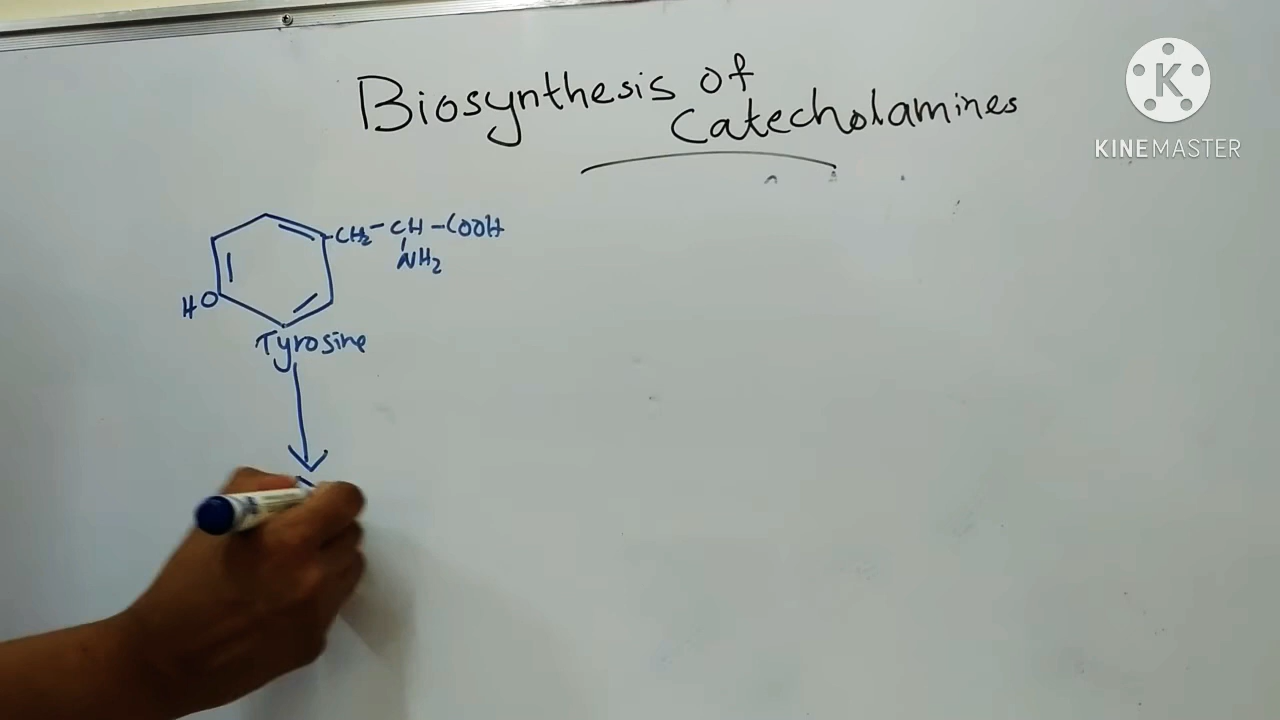 Biosynthesis of
Catecholamines
K
KINEMASTER
CH2 - CH - COOH
NH2
HO
Tyrosine